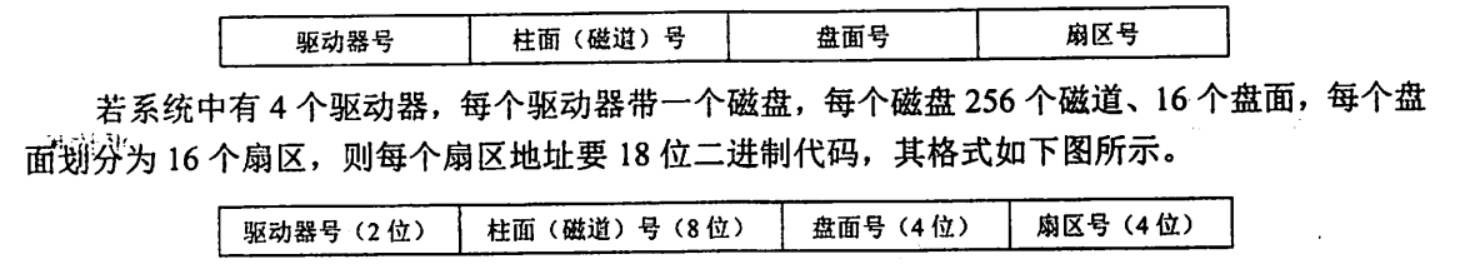 驱动器号 柱面（磁道）号 盘面号 扇区号
若系统中有 4 个驱动器，每个驱动器带一个磁盘，每个磁盘 256 个磁道、16 个盘面，每个盘
面划分为 16 个扇区，则每个扇区地址要 18 位二进制代码，其格式如下图所示。
驱动器号（2 位） 柱面（磁道）号（8 位） 盘面号（4 位） 扇区号（4 位）